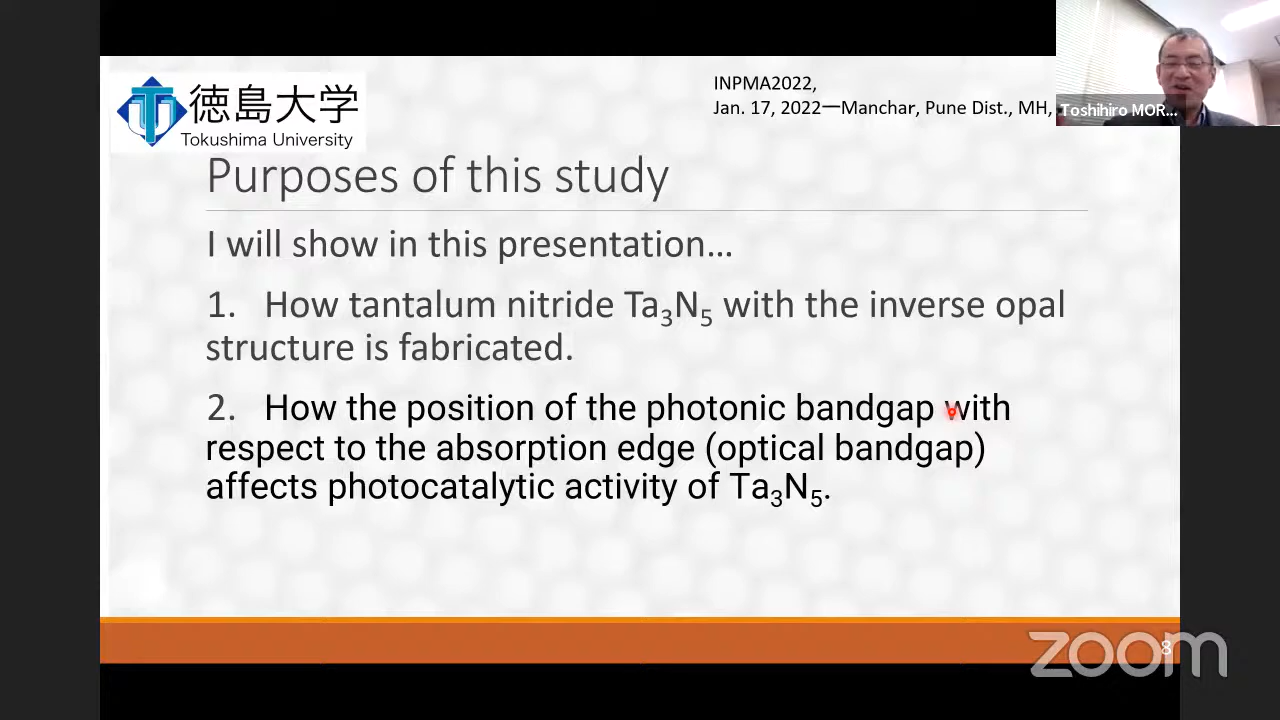 徳島大学
Tokushima University
INPMA2022,
Jan. 17, 2022—Manchar, Pune Dist., MH,
Toshihiro MOR...
Purposes of this study
I will show in this presentation…
1. How tantalum nitride Ta₃N₅ with the inverse opal
structure is fabricated.
2. How the position of the photonic bandgap with
respect to the absorption edge (optical bandgap)
affects photocatalytic activity of Ta₃N₅.
8
zoom